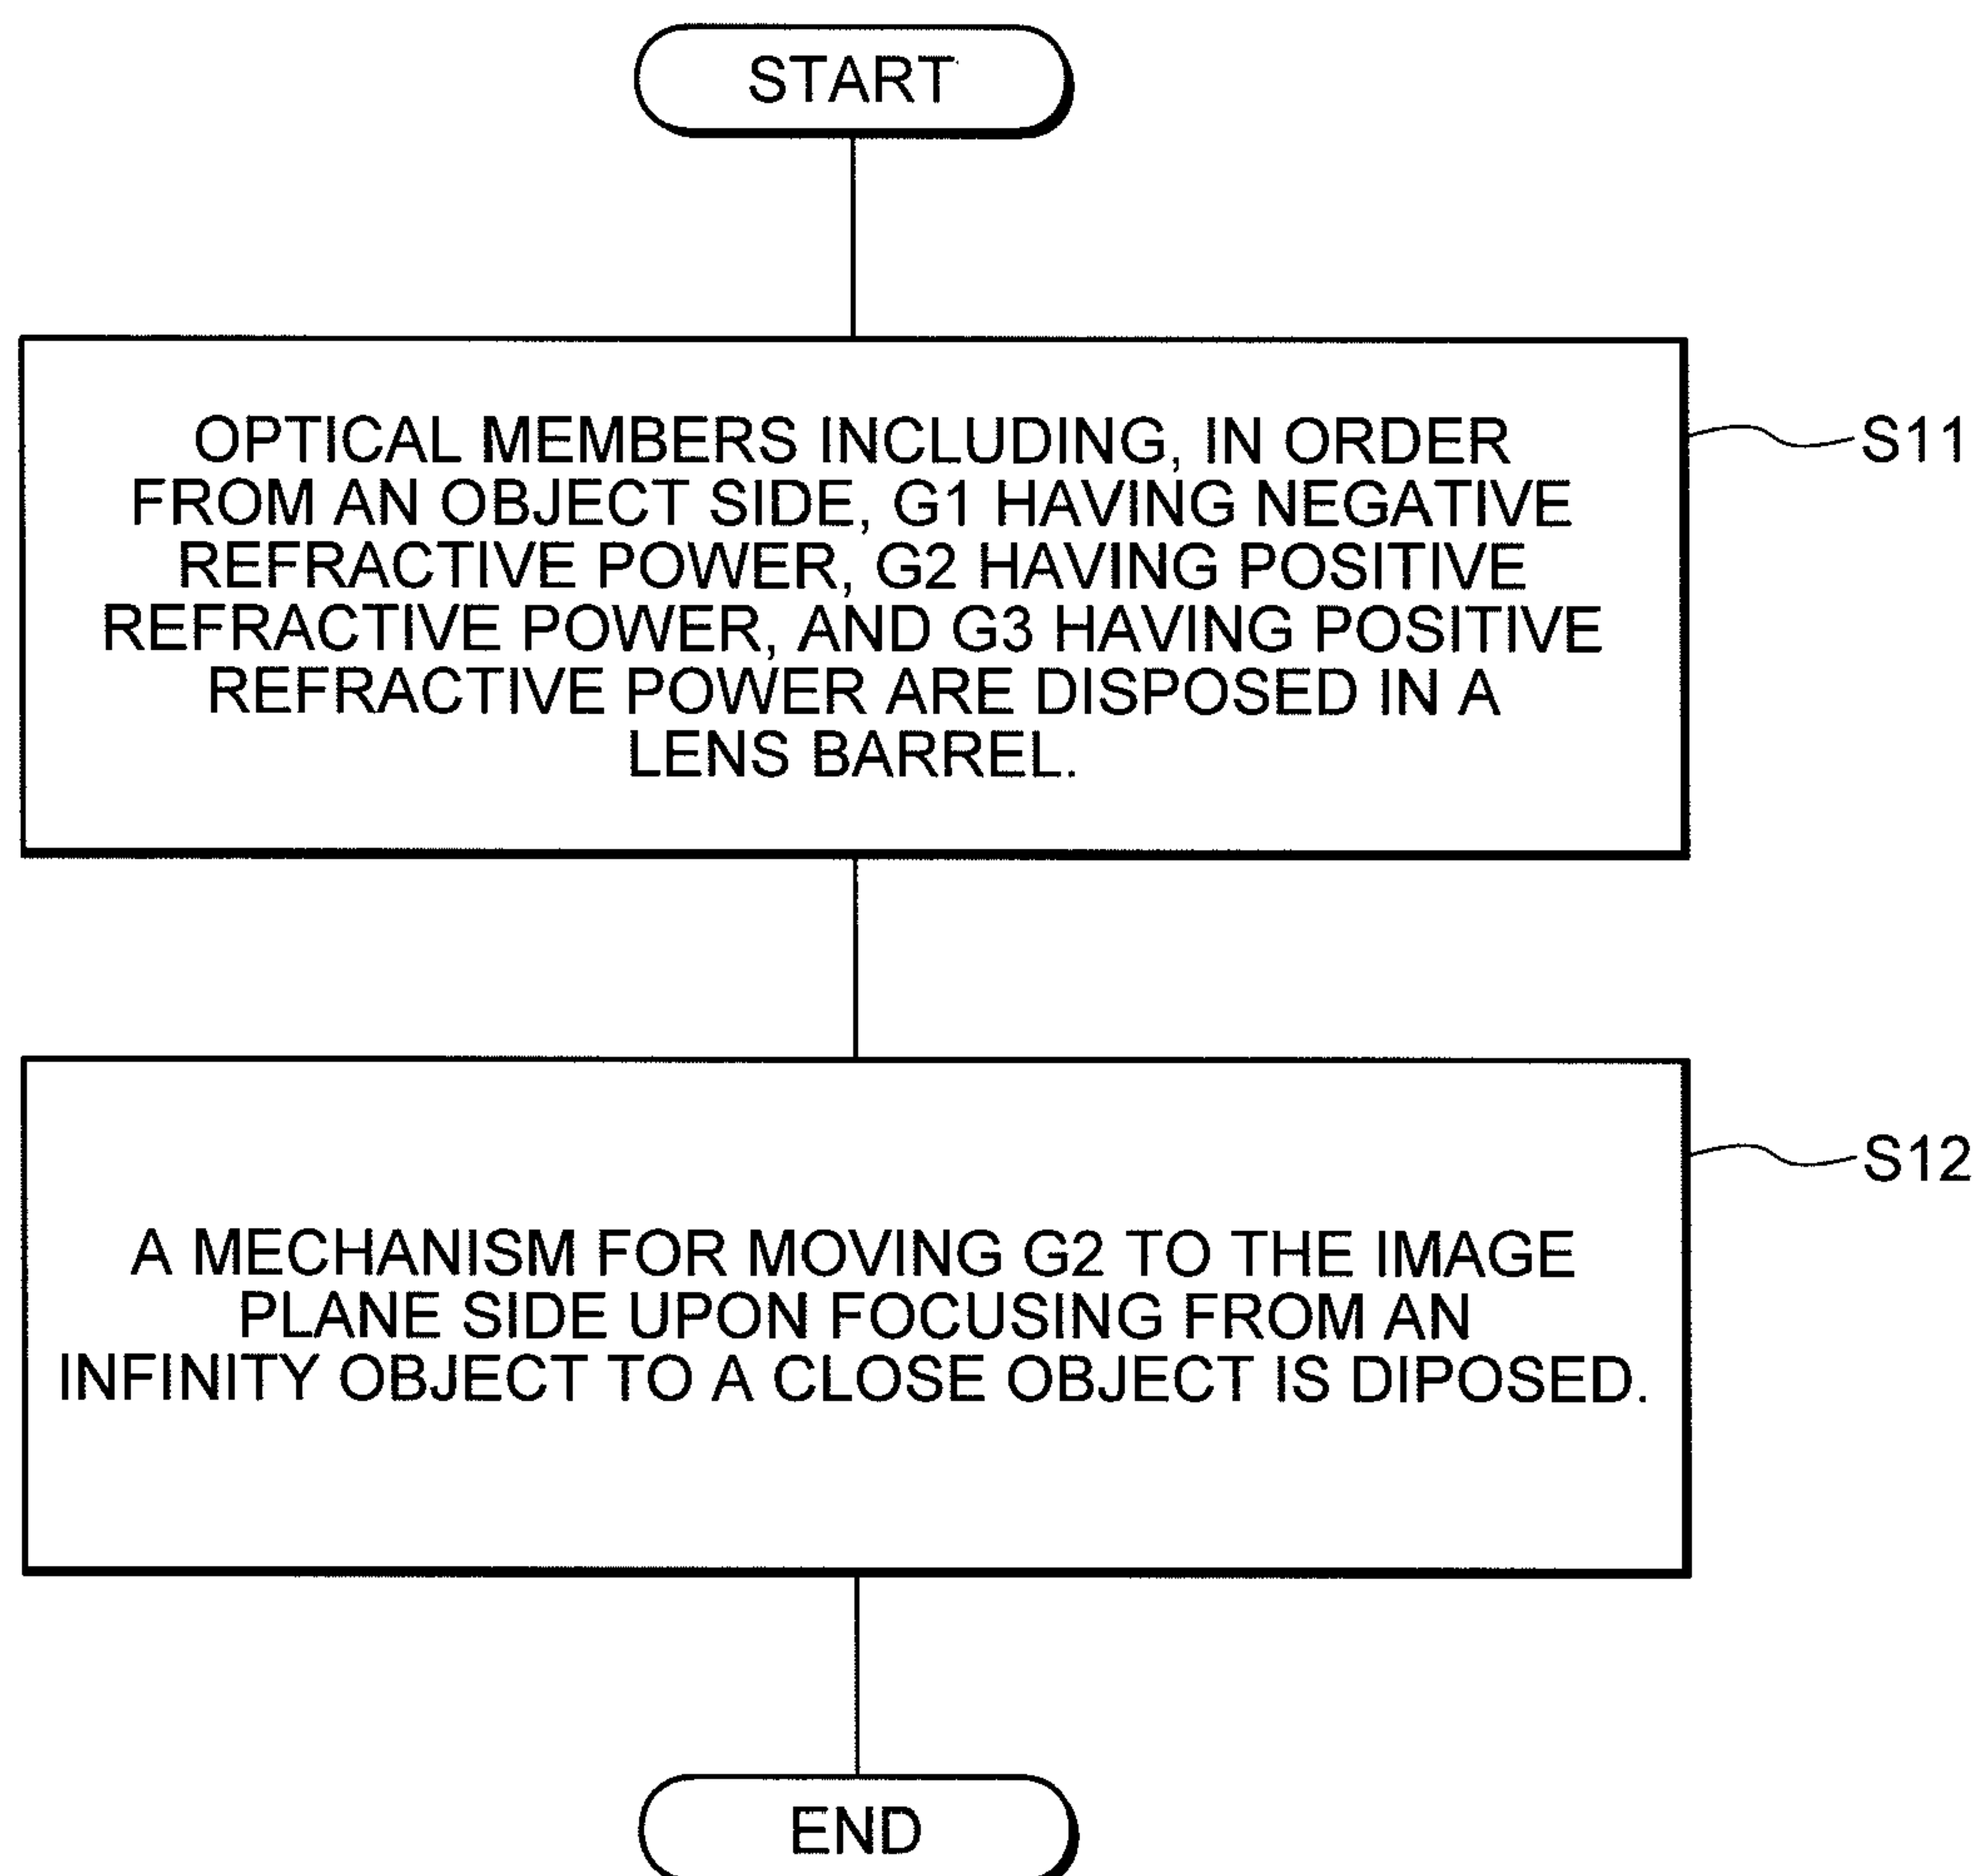 START
OPTICAL MEMBERS INCLUDING, IN ORDER
FROM AN OBJECT SIDE, G1 HAVING NEGATIVE
REFRACTIVE POWER, G2 HAVING POSITIVE
REFRACTIVE POWER, AND G3 HAVING POSITIVE
REFRACTIVE POWER ARE DISPOSED IN A
LENS BARREL.
S11
A MECHANISM FOR MOVING G2 TO THE IMAGE
PLANE SIDE UPON FOCUSING FROM AN
INFINITY OBJECT TO A CLOSE OBJECT IS DIPOSED.
S12
END